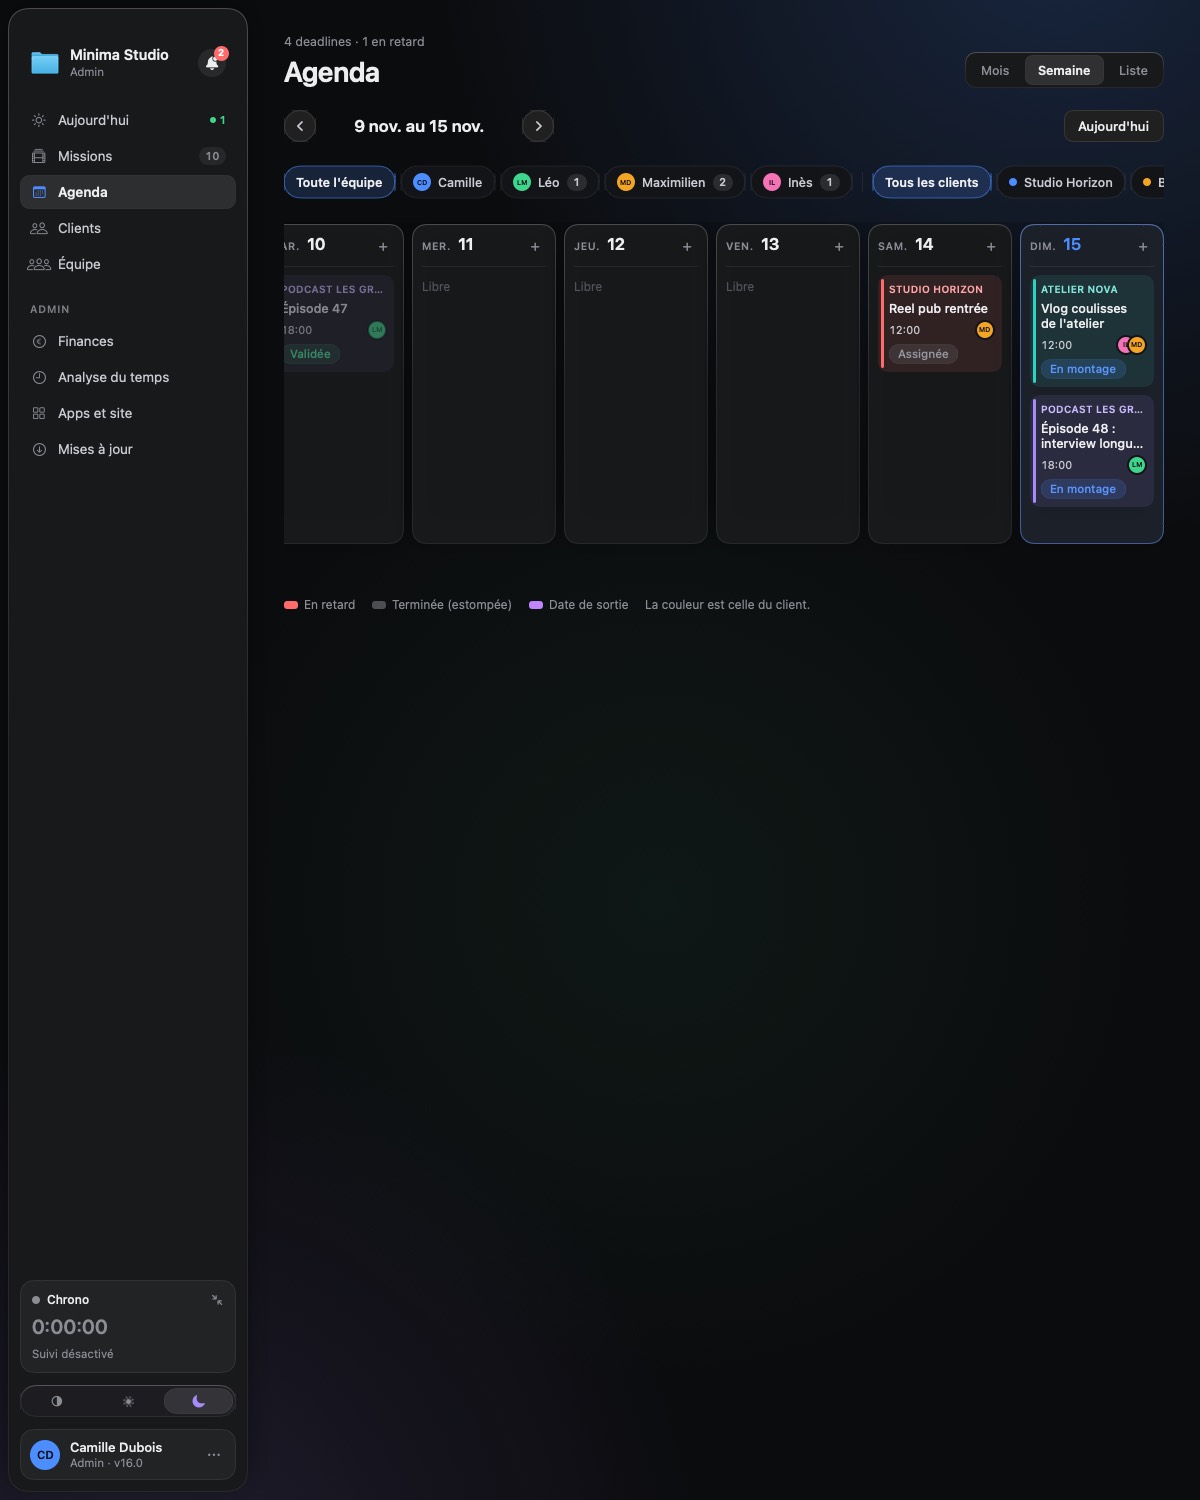 Minima Studio
Admin
2
Aujourd'hui
1
Missions
10
Agenda
Clients
Équipe
ADMIN
Finances
Analyse du temps
Apps et site
Mises à jour
Chrono
0:00:00
Suivi désactivé
CD
Camille Dubois
Admin · v16.0
4 deadlines · 1 en retard
Agenda
Mois
Semaine
Liste
9 nov. au 15 nov.
Aujourd'hui
Toute l'équipe
CD Camille
LM Léo 1
MD Maximilien 2
IL Inès 1
Tous les clients
Studio Horizon
B
AR. 10 +
PODCAST LES GR...
Épisode 47
18:00
LM
Validée
MER. 11 +
Libre
JEU. 12 +
Libre
VEN. 13 +
Libre
SAM. 14 +
STUDIO HORIZON
Reel pub rentrée
12:00
MD
Assignée
DIM. 15 +
ATELIER NOVA
Vlog coulisses
de l'atelier
12:00
MD
En montage
PODCAST LES GR...
Épisode 48 :
interview longu...
18:00
LM
En montage
En retard
Terminée (estompée)
Date de sortie
La couleur est celle du client.